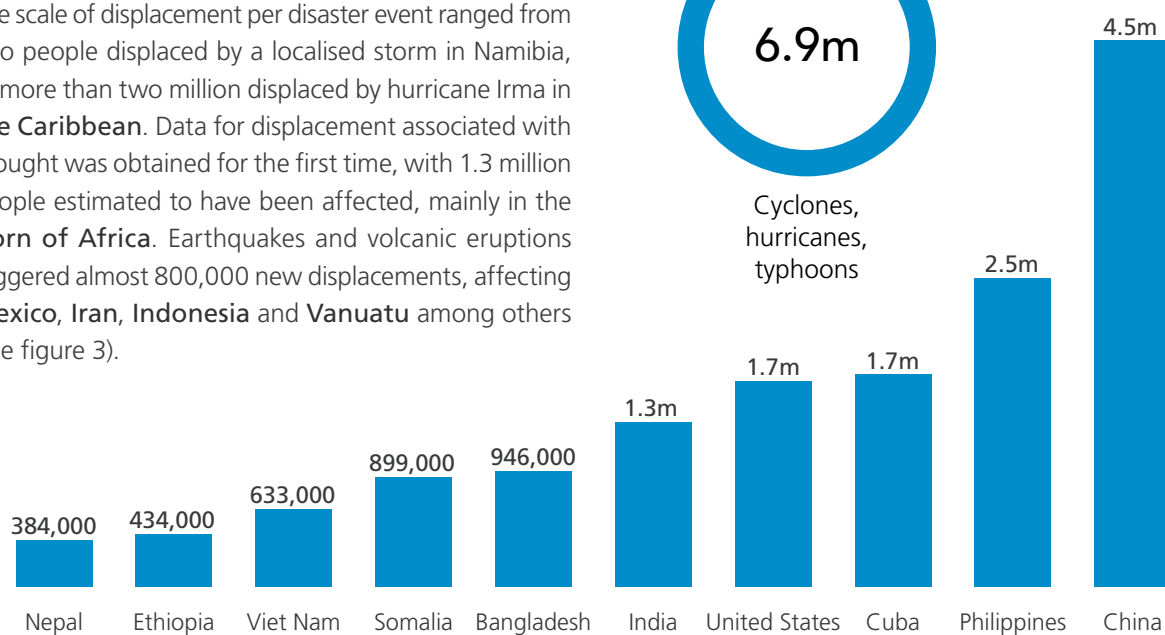 e scale of displacement per disaster event ranged from
o people displaced by a localised storm in Namibia,
more than two million displaced by hurricane Irma in
e Caribbean. Data for displacement associated with
ought was obtained for the first time, with 1.3 million
ople estimated to have been affected, mainly in the
orn of Africa. Earthquakes and volcanic eruptions
ggered almost 800,000 new displacements, affecting
exico, Iran, Indonesia and Vanuatu among others
e figure 3).
6.9m
Cyclones,
hurricanes,
typhoons
384,000
434,000
633,000
899,000
946,000
1.3m
1.7m
1.7m
2.5m
4.5m
Nepal
Ethiopia
Viet Nam
Somalia
Bangladesh
India
United States
Cuba
Philippines
China